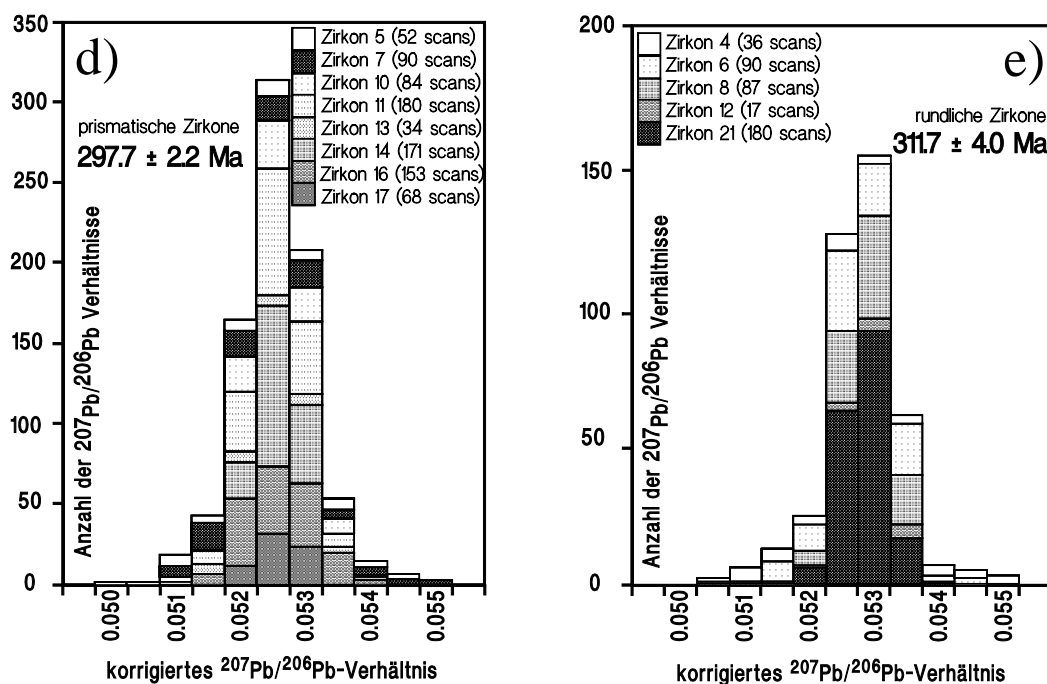 d)
350
300
250
200
150
100
50
0
Anzahl der 207Pb/206Pb Verhältnisse
prismatische Zirkone
297.7 ± 2.2 Ma
Zirkon 5 (52 scans)
Zirkon 7 (90 scans)
Zirkon 10 (84 scans)
Zirkon 11 (180 scans)
Zirkon 13 (34 scans)
Zirkon 14 (171 scans)
Zirkon 16 (153 scans)
Zirkon 17 (68 scans)
0.050
0.051
0.052
0.053
0.054
0.055
korrigiertes 207Pb/206Pb-Verhältnis
e)
200
150
100
50
0
Anzahl der 207Pb/206Pb Verhältnisse
Zirkon 4 (36 scans)
Zirkon 6 (90 scans)
Zirkon 8 (87 scans)
Zirkon 12 (17 scans)
Zirkon 21 (180 scans)
rundliche Zirkone
311.7 ± 4.0 Ma
0.050
0.051
0.052
0.053
0.054
0.055
korrigiertes 207Pb/206Pb-Verhältnis